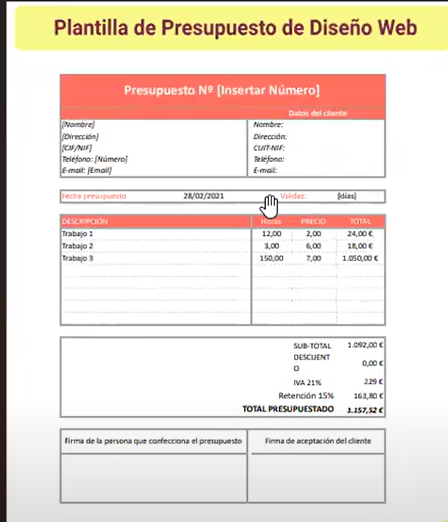 Plantilla de Presupuesto de Diseño Web
Presupuesto Nº [Insertar Número]
Datos del cliente
[Nombre] Nombre:
[Dirección] Dirección:
[CIF/NIF] CUIT-NIF:
Teléfono: [Número] Teléfono:
E-mail: [Email] E-mail:
Fecha presupuesto 28/02/2021 Validez: [días]
DESCRIPCIÓN Horas PRECIO TOTAL
Trabajo 1 12,00 2,00 24,00 €
Trabajo 2 3,00 6,00 18,00 €
Trabajo 3 150,00 7,00 1.050,00 €
SUB-TOTAL 1.092,00 €
DESCUENT
O 0,00 €
IVA 21% 229 €
Retención 15% 163,80 €
TOTAL PRESUPUESTADO 1.157,52 €
Firma de la persona que confecciona el presupuesto Firma de aceptación del cliente